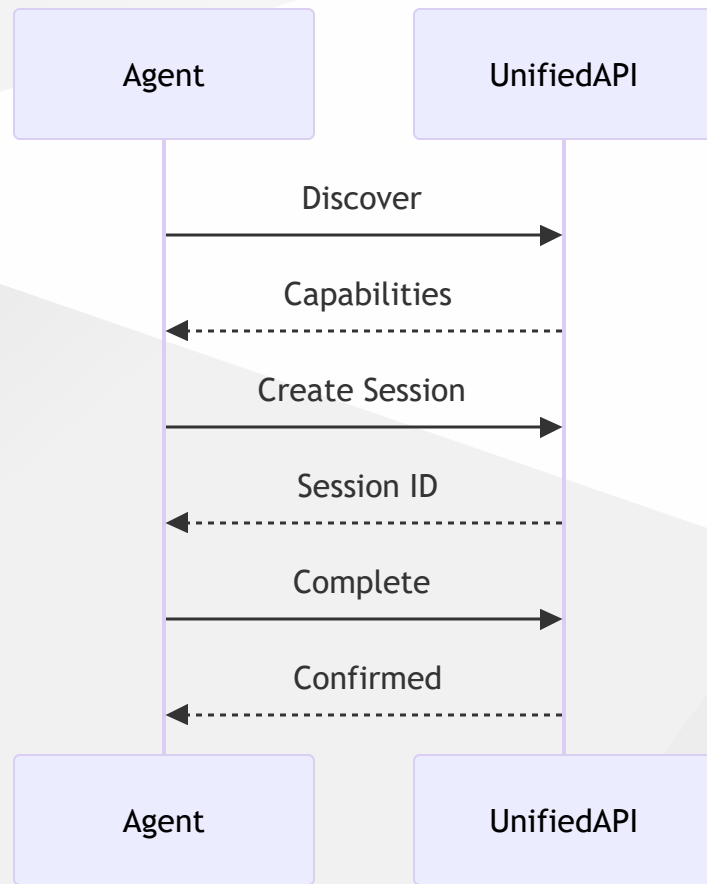 Agent UnifiedAPI
Discover
Capabilities
Create Session
Session ID
Complete
Confirmed
Agent UnifiedAPI